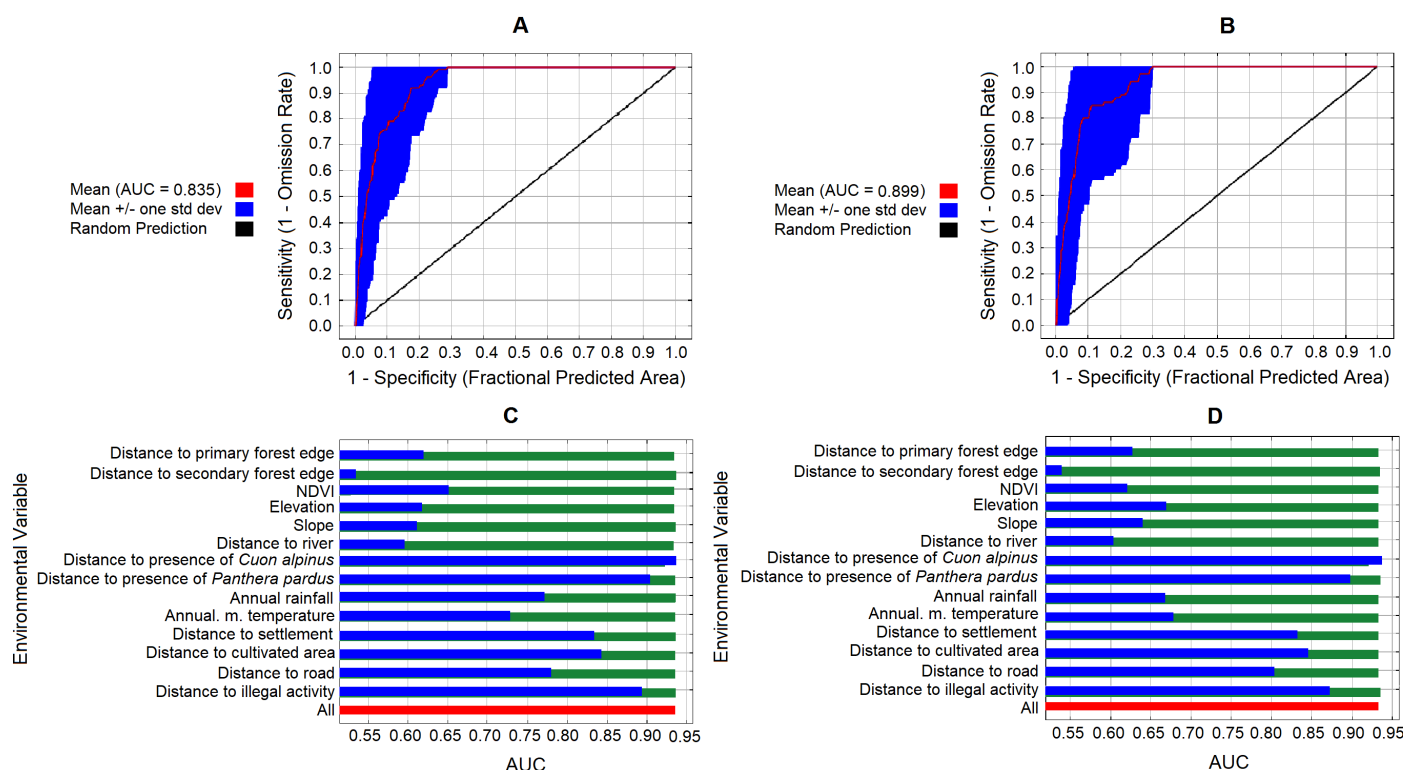 A
Sensitivity (1 - Omission Rate)
1.0
0.9
0.8
0.7
0.6
0.5
0.4
0.3
0.2
0.1
0.0
Mean (AUC = 0.835)
Mean +/- one std dev
Random Prediction
0.0 0.1 0.2 0.3 0.4 0.5 0.6 0.7 0.8 0.9 1.0
1 - Specificity (Fractional Predicted Area)
B
Sensitivity (1 - Omission Rate)
1.0
0.9
0.8
0.7
0.6
0.5
0.4
0.3
0.2
0.1
0.0
Mean (AUC = 0.899)
Mean +/- one std dev
Random Prediction
0.0 0.1 0.2 0.3 0.4 0.5 0.6 0.7 0.8 0.9 1.0
1 - Specificity (Fractional Predicted Area)
C
Environmental Variable
Distance to primary forest edge
Distance to secondary forest edge
NDVI
Elevation
Slope
Distance to river
Distance to presence of Cuon alpinus
Distance to presence of Panthera pardus
Annual rainfall
Annual. m. temperature
Distance to settlement
Distance to cultivated area
Distance to road
Distance to illegal activity
All
0.55 0.60 0.65 0.70 0.75 0.80 0.85 0.90 0.95
AUC
D
Environmental Variable
Distance to primary forest edge
Distance to secondary forest edge
NDVI
Elevation
Slope
Distance to river
Distance to presence of Cuon alpinus
Distance to presence of Panthera pardus
Annual rainfall
Annual. m. temperature
Distance to settlement
Distance to cultivated area
Distance to road
Distance to illegal activity
All
0.55 0.60 0.65 0.70 0.75 0.80 0.85 0.90 0.95
AUC